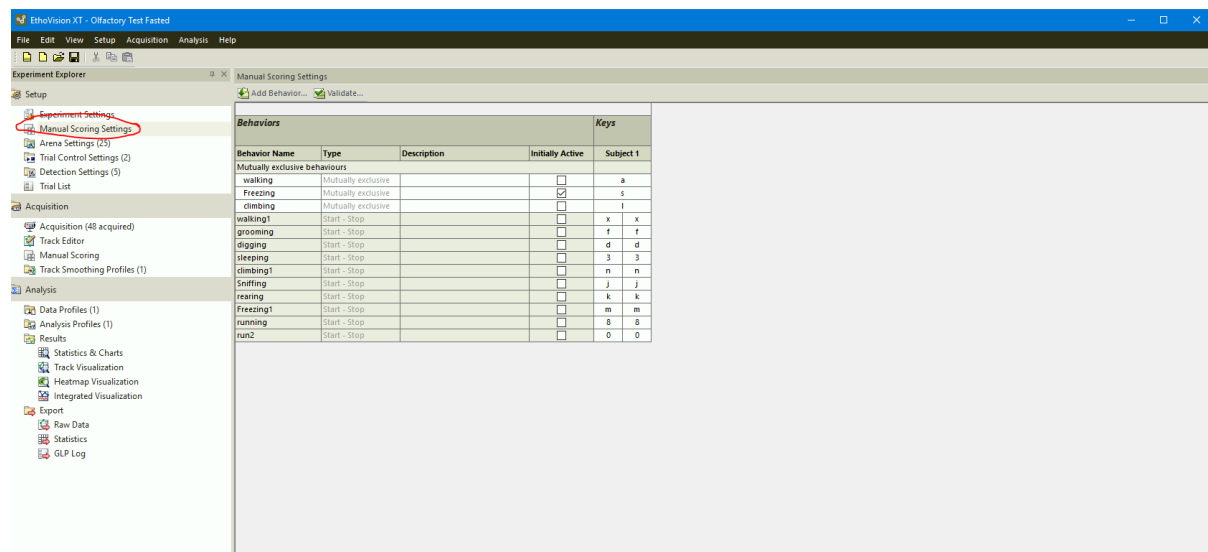 EthoVision XT - Olfactory Test Fasted
File Edit View Setup Acquisition Analysis Help
Experiment Explorer
Setup
Experiment Settings
Manual Scoring Settings
Arena Settings (25)
Trial Control Settings (2)
Detection Settings (5)
Trial List
Acquisition
Acquisition (48 acquired)
Track Editor
Manual Scoring
Track Smoothing Profiles (1)
Analysis
Data Profiles (1)
Analysis Profiles (1)
Results
Statistics & Charts
Track Visualization
Heatmap Visualization
Integrated Visualization
Export
Raw Data
Statistics
GLP Log
Manual Scoring Settings
Add Behavior... Validate...
Behaviors Keys
Behavior Name Type Description Initially Active Subject 1
Mutually exclusive behaviours
walking Mutually exclusive a
Freezing Mutually exclusive s
climbing Mutually exclusive l
walking1 Start - Stop x x
grooming Start - Stop f f
digging Start - Stop d d
sleeping Start - Stop 3 3
climbing1 Start - Stop n n
Sniffing Start - Stop j j
rearing Start - Stop k k
Freezing1 Start - Stop m m
running Start - Stop 8 8
run2 Start - Stop 0 0